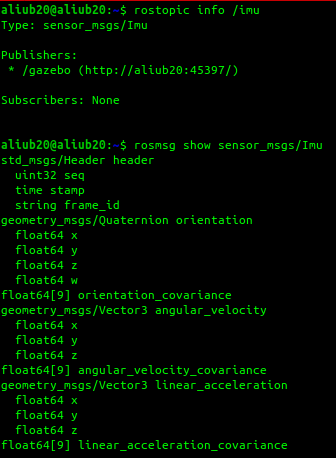 aliub20@aliub20:~$ rostopic info /imu
Type: sensor_msgs/Imu

Publishers:
 * /gazebo (http://aliub20:45397/)

Subscribers: None


aliub20@aliub20:~$ rosmsg show sensor_msgs/Imu
std_msgs/Header header
  uint32 seq
  time stamp
  string frame_id
geometry_msgs/Quaternion orientation
  float64 x
  float64 y
  float64 z
  float64 w
float64[9] orientation_covariance
geometry_msgs/Vector3 angular_velocity
  float64 x
  float64 y
  float64 z
float64[9] angular_velocity_covariance
geometry_msgs/Vector3 linear_acceleration
  float64 x
  float64 y
  float64 z
float64[9] linear_acceleration_covariance